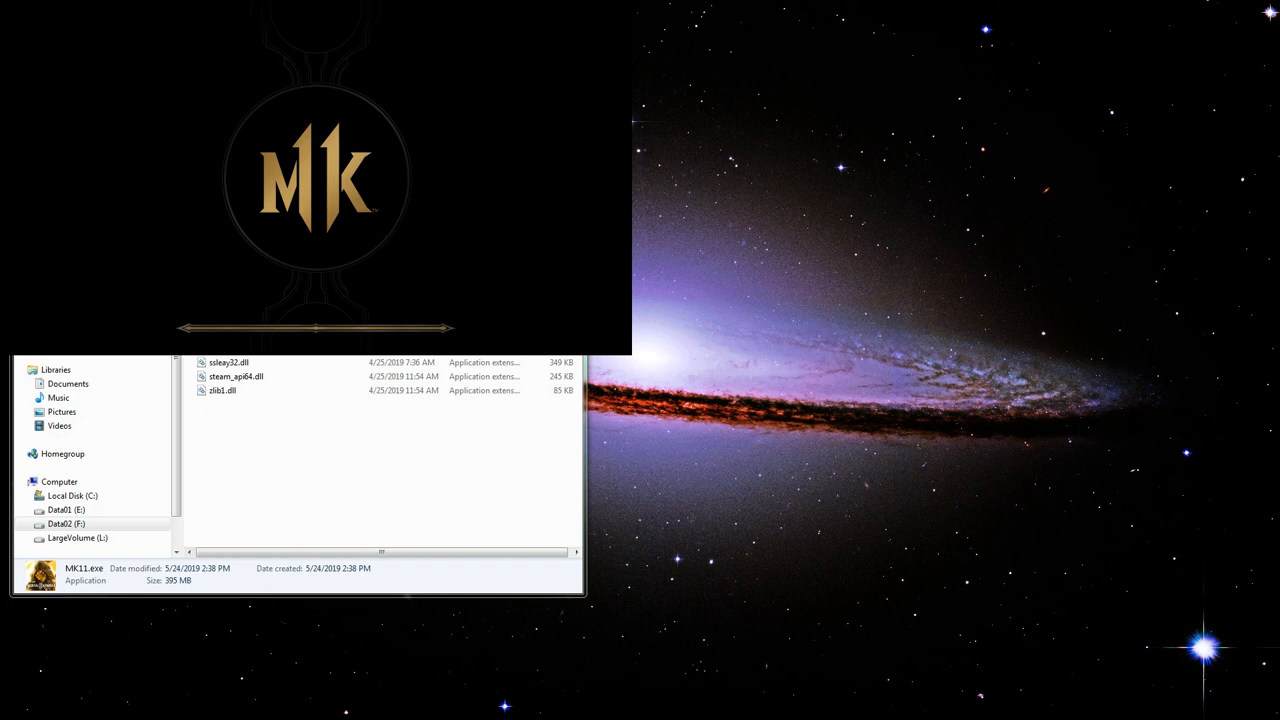 MK
TM
ssleay32.dll 4/25/2019 7:36 AM Application extens... 349 KB
steam_api64.dll 4/25/2019 11:54 AM Application extens... 245 KB
zlib1.dll 4/25/2019 11:54 AM Application extens... 85 KB
Libraries
Documents
Music
Pictures
Videos
Homegroup
Computer
Local Disk (C:)
Data01 (E:)
Data02 (F:)
LargeVolume (L:)
MK11.exe Date modified: 5/24/2019 2:38 PM Date created: 5/24/2019 2:38 PM
Application Size: 395 MB